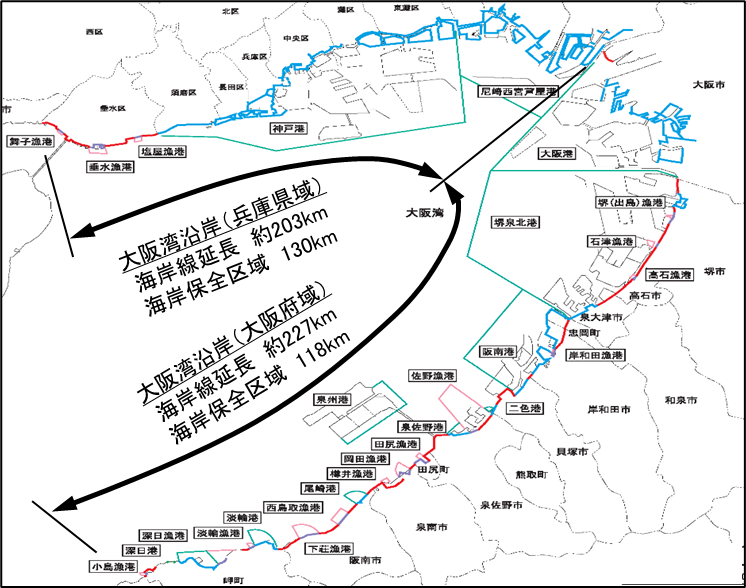 西区
北区
灘区
東灘区
中央区
兵庫区
長田区
須磨区
垂水区
市
舞子漁港
垂水漁港
塩屋漁港
神戸港
尼崎西宮芦屋港
大阪市
大阪港
大阪湾
堺(出島)漁港
堺泉北港
石津漁港
高石漁港
堺市
高石市
泉大津市
忠岡町
大阪湾沿岸(兵庫県域)
海岸線延長 約203km
海岸保全区域 130km
大阪湾沿岸(大阪府域)
海岸線延長 約227km
海岸保全区域 118km
阪南港
岸和田漁港
佐野漁港
泉州港
二色港
岸和田市
和泉市
泉佐野港
田尻漁港
貝塚市
岡田漁港
樽井漁港
田尻町
熊取町
尾崎港
泉佐野市
西鳥取漁港
淡輪港
泉南市
深日漁港
淡輪漁港
深日港
下荘漁港
阪南市
小島漁港
岬町